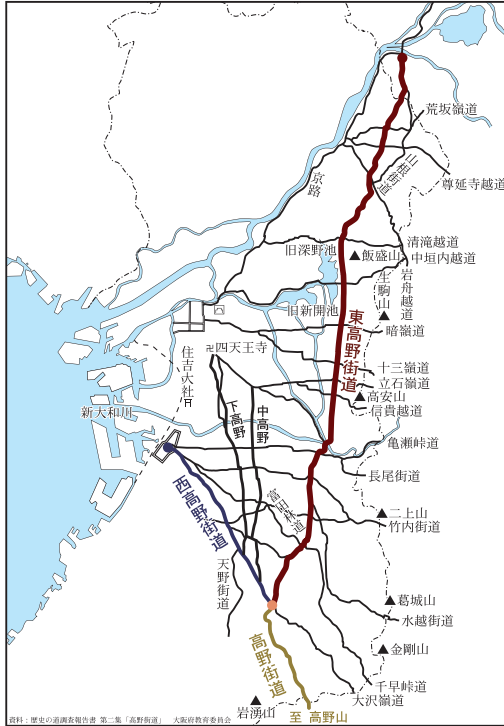 荒坂嶺道
山根街道
尊延寺越道
京路
清滝越道
中垣内越道
旧深野池
飯盛山
岩舟越道
生駒山
旧新開池
東高野街道
暗嶺道
卍四天王寺
住吉大社
十三嶺道
立石嶺道
高安山
信貴越道
下高野
中高野
新大和川
亀瀬峠道
長尾街道
西高野街道
富田林道
二上山
竹内街道
天野街道
葛城山
水越街道
高野街道
金剛山
千早峠道
大沢嶺道
岩湧山
至 高野山
資料：歴史の道調査報告書 第二集「高野街道」 大阪府教育委員会